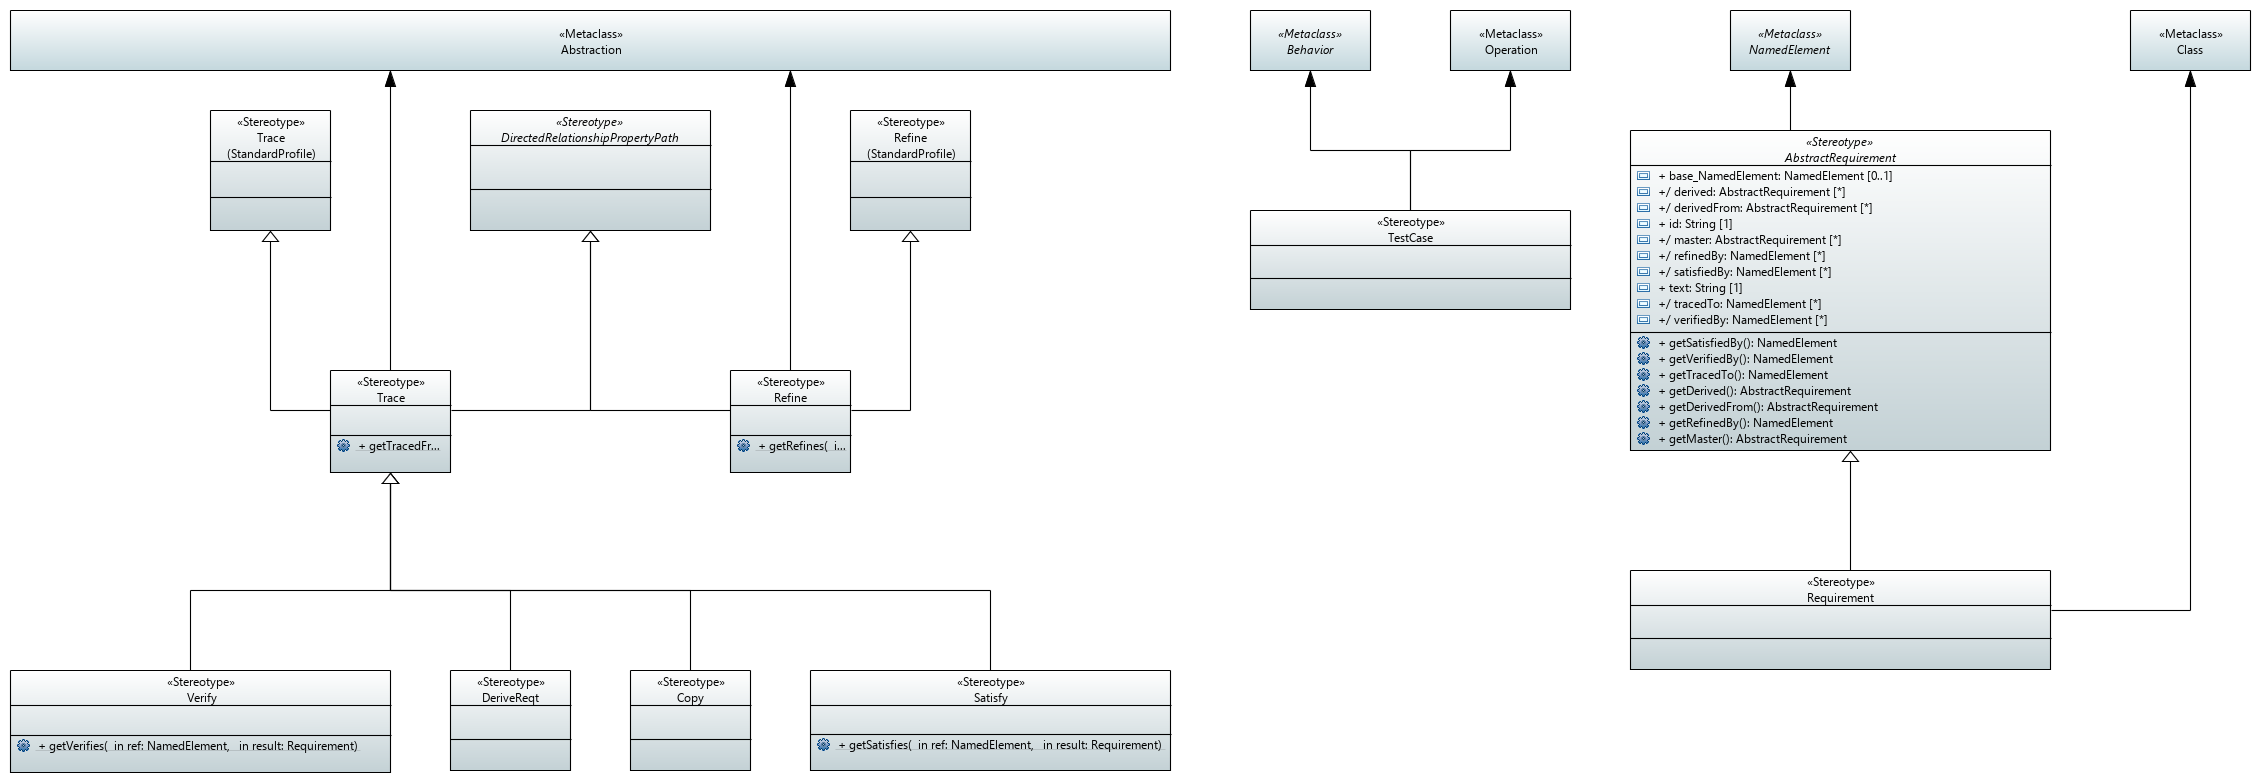 «Metaclass»
Abstraction
«Metaclass»
Behavior
«Metaclass»
Operation
«Metaclass»
NamedElement
«Metaclass»
Class
«Stereotype»
Trace
(StandardProfile)
«Stereotype»
DirectedRelationshipPropertyPath
«Stereotype»
Refine
(StandardProfile)
«Stereotype»
TestCase
«Stereotype»
AbstractRequirement
+ base_NamedElement: NamedElement [0..1]
+/ derived: AbstractRequirement [*]
+/ derivedFrom: AbstractRequirement [*]
+ id: String [1]
+/ master: AbstractRequirement [*]
+/ refinedBy: NamedElement [*]
+/ satisfiedBy: NamedElement [*]
+ text: String [1]
+/ tracedTo: NamedElement [*]
+/ verifiedBy: NamedElement [*]
+ getSatisfiedBy(): NamedElement
+ getVerifiedBy(): NamedElement
+ getTracedTo(): NamedElement
+ getDerived(): AbstractRequirement
+ getDerivedFrom(): AbstractRequirement
+ getRefinedBy(): NamedElement
+ getMaster(): AbstractRequirement
«Stereotype»
Trace
+ getTracedFr...
«Stereotype»
Refine
+ getRefines( i...
«Stereotype»
Requirement
«Stereotype»
Verify
+ getVerifies( in ref: NamedElement, in result: Requirement)
«Stereotype»
DeriveReqt
«Stereotype»
Copy
«Stereotype»
Satisfy
+ getSatisfies( in ref: NamedElement, in result: Requirement)